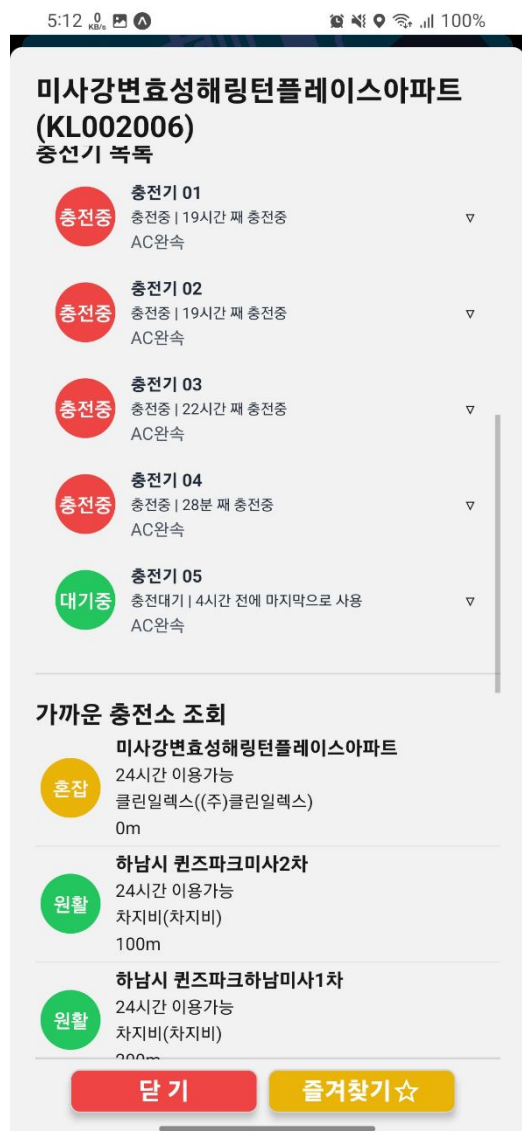 5:12 0 KB/s 100%
미사강변효성해링턴플레이스아파트
(KL002006)
충전기 목록
충전중
충전기 01
충전중 | 19시간 째 충전중
AC완속
▿
충전중
충전기 02
충전중 | 19시간 째 충전중
AC완속
▿
충전중
충전기 03
충전중 | 22시간 째 충전중
AC완속
▿
충전중
충전기 04
충전중 | 28분 째 충전중
AC완속
▿
대기중
충전기 05
충전대기 | 4시간 전에 마지막으로 사용
AC완속
▿
가까운 충전소 조회
혼잡
미사강변효성해링턴플레이스아파트
24시간 이용가능
클린일렉스((주)클린일렉스)
0m
원활
하남시 퀸즈파크미사2차
24시간 이용가능
차지비(차지비)
100m
원활
하남시 퀸즈파크하남미사1차
24시간 이용가능
차지비(차지비)
닫 기
즐겨찾기☆